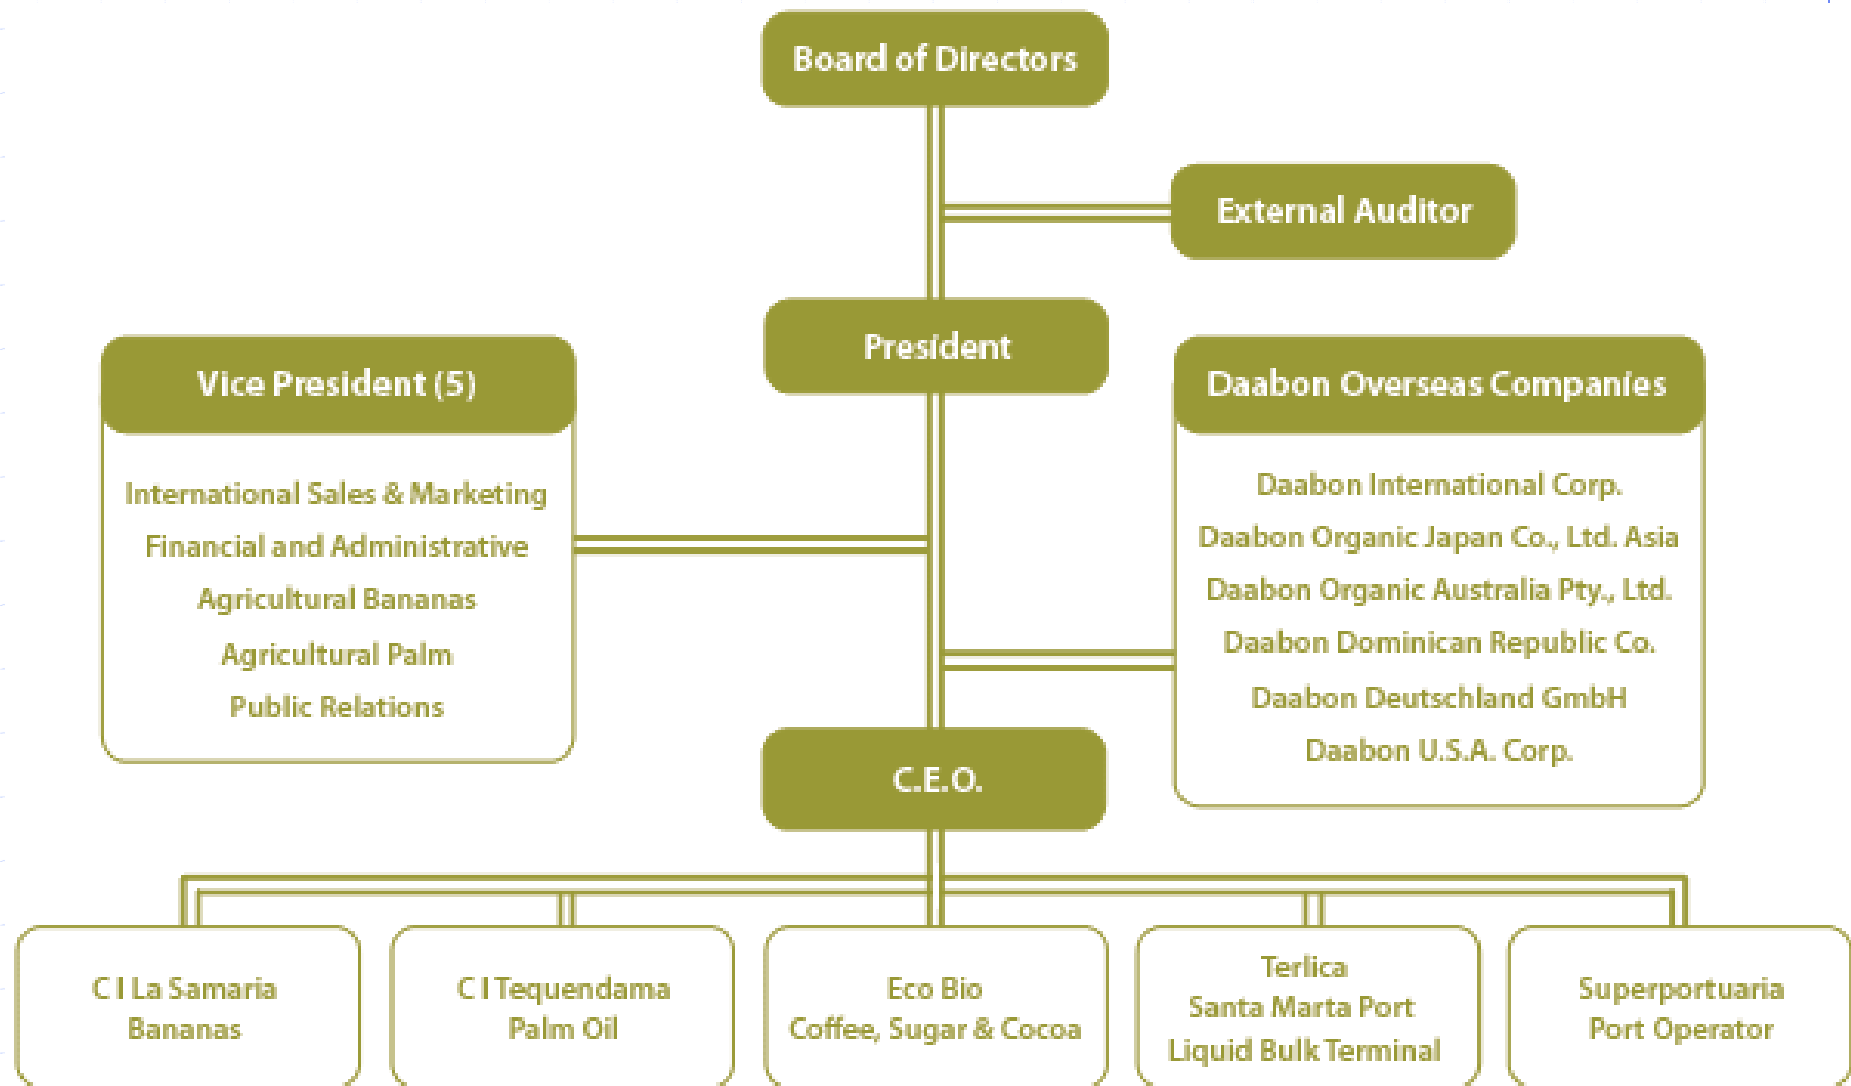 Board of Directors
External Auditor
President
Vice President (5)
International Sales & Marketing
Financial and Administrative
Agricultural Bananas
Agricultural Palm
Public Relations
Daabon Overseas Companies
Daabon International Corp.
Daabon Organic Japan Co., Ltd. Asia
Daabon Organic Australia Pty., Ltd.
Daabon Dominican Republic Co.
Daabon Deutschland GmbH
Daabon U.S.A. Corp.
C.E.O.
C I La Samaria
Bananas
C I Tequendama
Palm Oil
Eco Bio
Coffee, Sugar & Cocoa
Terlica
Santa Marta Port
Liquid Bulk Terminal
Superportuaria
Port Operator